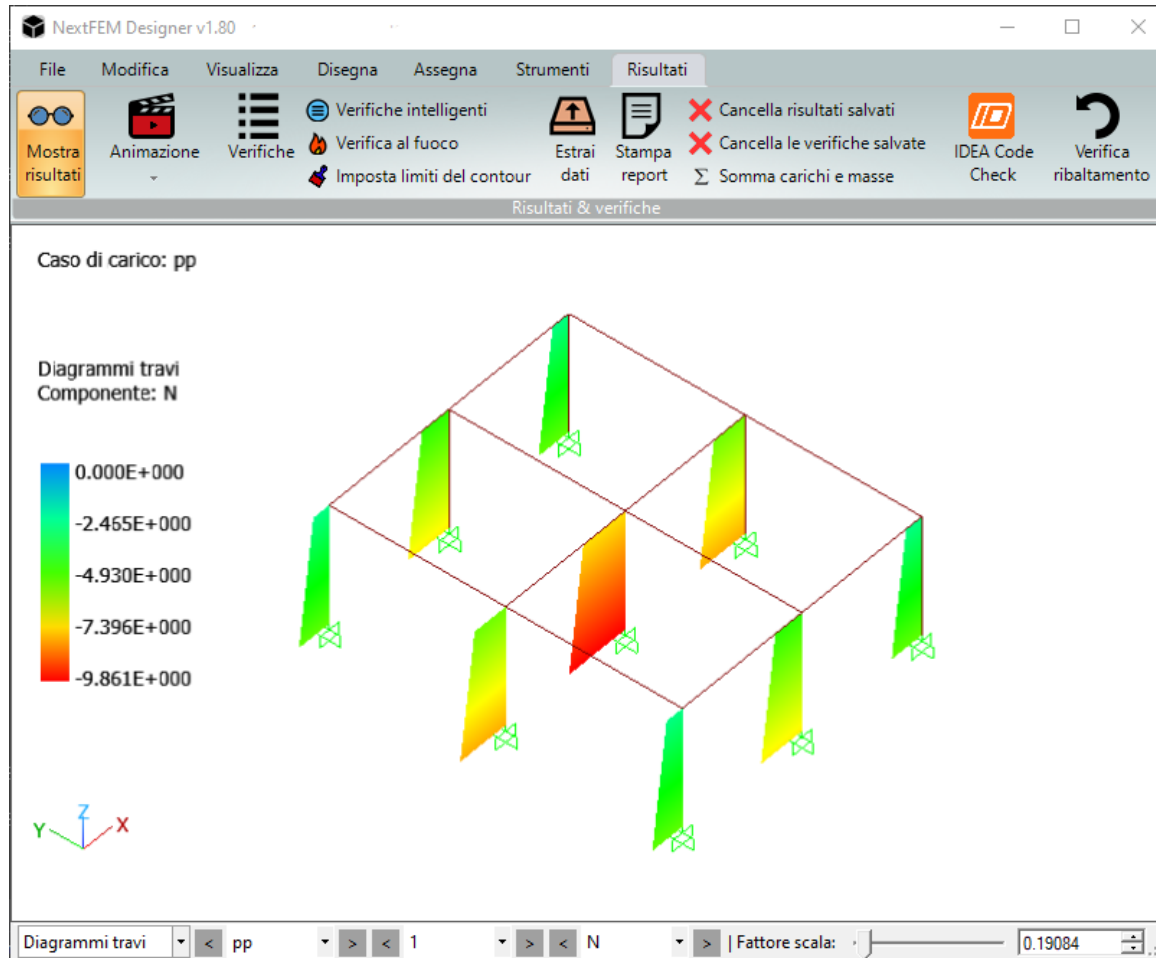 NextFEM Designer v1.80
File Modifica Visualizza Disegna Assegna Strumenti Risultati
Mostra risultati
Animazione
Verifiche
Verifiche intelligenti
Verifica al fuoco
Imposta limiti del contour
Estrai dati
Stampa report
Cancella risultati salvati
Cancella le verifiche salvate
Σ Somma carichi e masse
IDEA Code Check
Verifica ribaltamento
Risultati & verifiche
Caso di carico: pp
Diagrammi travi
Componente: N
0.000E+000
-2.465E+000
-4.930E+000
-7.396E+000
-9.861E+000
Z
Y X
Diagrammi travi < pp > < 1 > < N > | Fattore scala: 0.19084